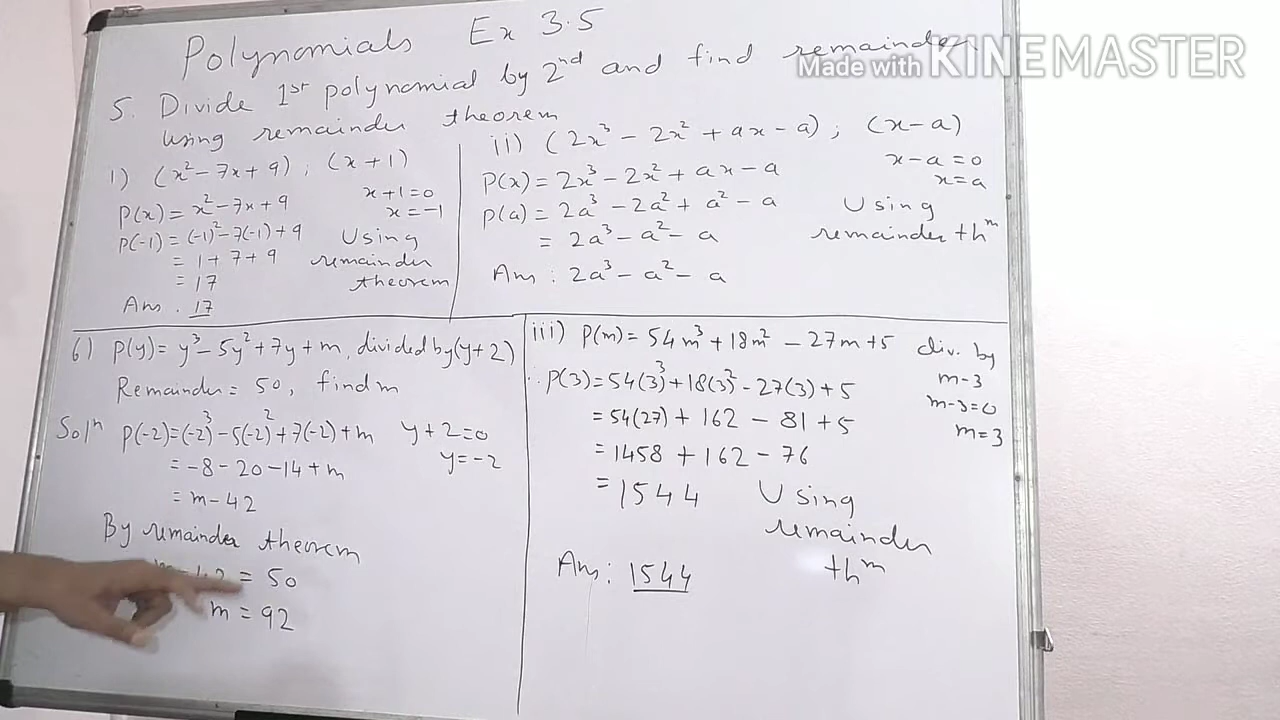 Polynomials Ex 3.5
Made with KINEMASTER
5. Divide 1st polynomial by 2nd and find remainder
using remainder theorem
1) (x² - 7x + 9) ; (x + 1)
P(x) = x² - 7x + 9
x + 1 = 0
x = -1
P(-1) = (-1)² - 7(-1) + 9
= 1 + 7 + 9
= 17
Using
remainder
theorem
Ans : 17
ii) (2x³ - 2x² + ax - a) ; (x - a)
P(x) = 2x³ - 2x² + ax - a
x - a = 0
x = a
P(a) = 2a³ - 2a² + a² - a
= 2a³ - a² - a
Using
remainder thm
Ans : 2a³ - a² - a
6) P(y) = y³ - 5y² + 7y + m, divided by (y + 2)
Remainder = 50, find m
Soln P(-2) = (-2)³ - 5(-2)² + 7(-2) + m
y + 2 = 0
y = -2
= -8 - 20 - 14 + m
= m - 42
By remainder theorem
m - 42 = 50
m = 92
iii) P(m) = 54m³ + 18m² - 27m + 5
div. by
m - 3
m - 3 = 0
m = 3
∴ P(3) = 54(3)³ + 18(3)² - 27(3) + 5
= 54(27) + 162 - 81 + 5
= 1458 + 162 - 76
= 1544
Using
remainder
thm
Ans : 1544